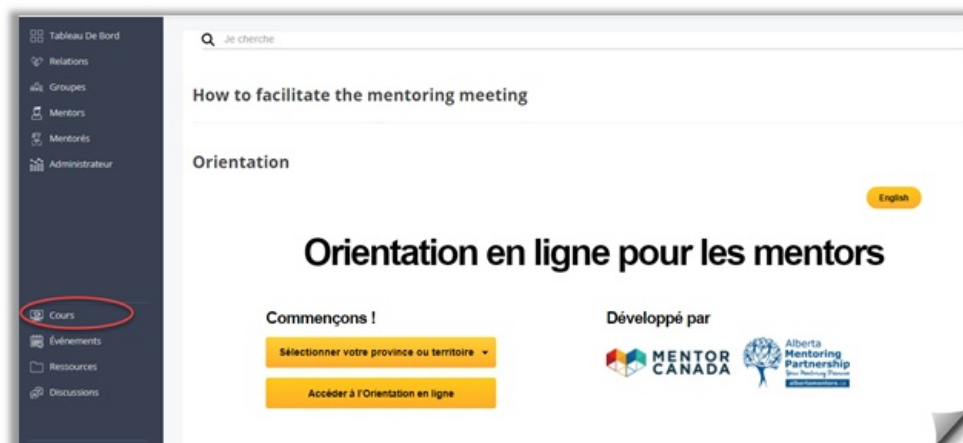 Tableau De Bord
Relations
Groupes
Mentors
Mentorés
Administrateur
Cours
Événements
Ressources
Discussions
Je cherche
How to facilitate the mentoring meeting
Orientation
English
Orientation en ligne pour les mentors
Commençons !
Sélectionner votre province ou territoire
Accéder à l'Orientation en ligne
Développé par
MENTOR
CANADA
Alberta
Mentoring
Partnership
albertamentors.ca